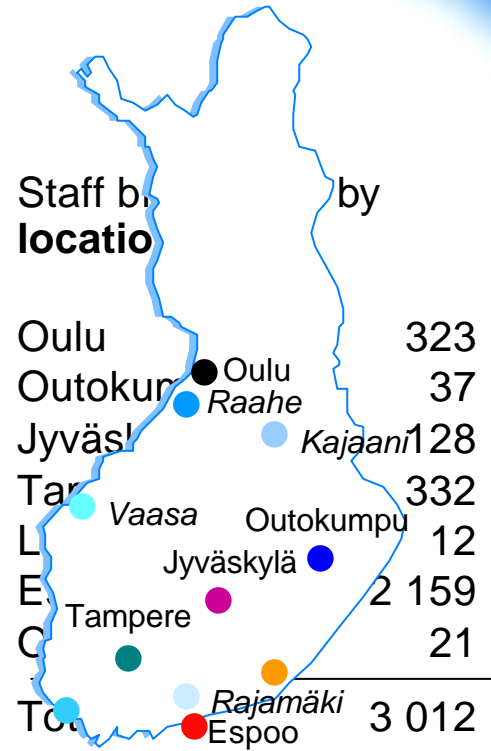 Staff b by
locatio
Oulu 323
Oulu
Outokum 37
Raahe
Jyväsk 128
Kajaani
Ta 332
Vaasa
Outokumpu
L 12
Jyväskylä
E 2 159
Tampere
O 21
Rajamäki
Tot 3 012
Espoo